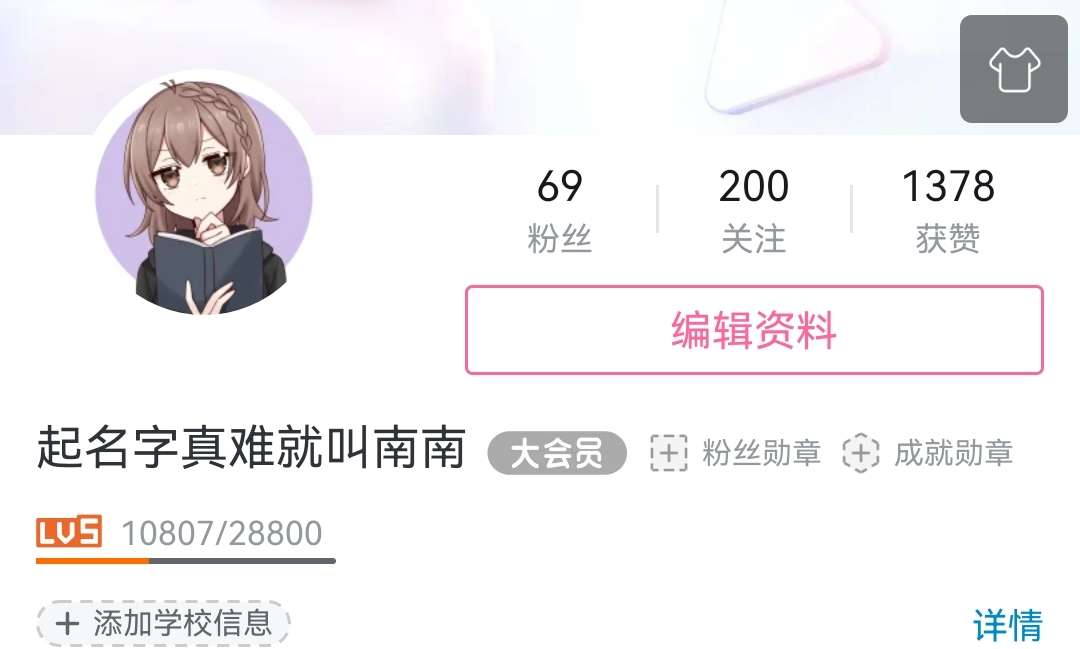 69 200 1378
粉丝 关注 获赞
编辑资料
起名字真难就叫南南 大会员 粉丝勋章 成就勋章
LV5 10807/28800
+ 添加学校信息 详情